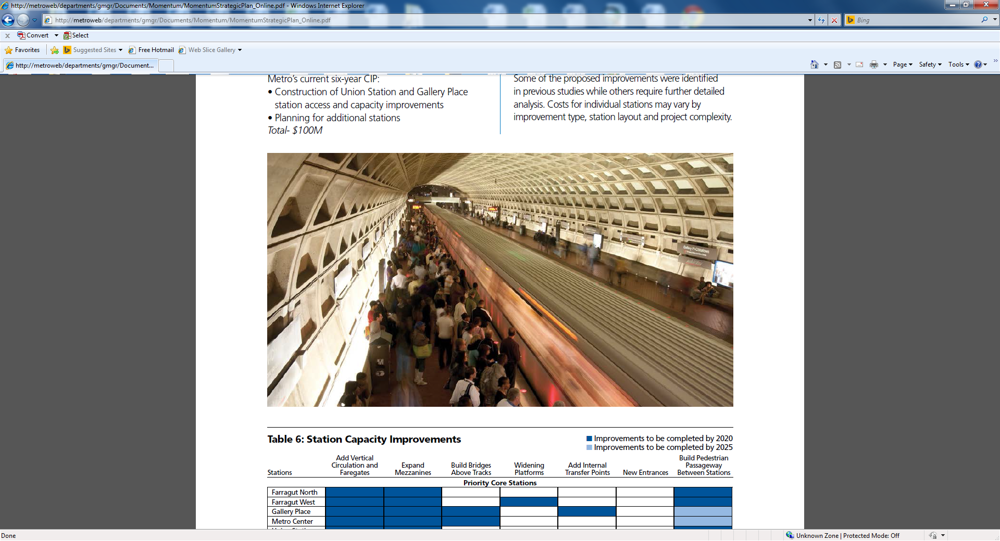 http://metroweb/departments/gmgr/Documents/Momentum/MomentumStrategicPlan_Online.pdf - Windows Internet Explorer
http://metroweb/departments/gmgr/Documents/Momentum/MomentumStrategicPlan_Online.pdf
Bing
x Convert Select
Favorites Suggested Sites Free Hotmail Web Slice Gallery
http://metroweb/departments/gmgr/Document...
Page Safety Tools
Metro's current six-year CIP:
• Construction of Union Station and Gallery Place
station access and capacity improvements
• Planning for additional stations
Total- $100M
Some of the proposed improvements were identified
in previous studies while others require further detailed
analysis. Costs for individual stations may vary by
improvement type, station layout and project complexity.
Gallery Pl-Chinatown
M
Table 6: Station Capacity Improvements
Improvements to be completed by 2020
Improvements to be completed by 2025
Stations
Add Vertical
Circulation and
Faregates
Expand
Mezzanines
Build Bridges
Above Tracks
Widening
Platforms
Add Internal
Transfer Points
New Entrances
Build Pedestrian
Passageway
Between Stations
Priority Core Stations
Farragut North
Farragut West
Gallery Place
Metro Center
Done
Unknown Zone | Protected Mode: Off